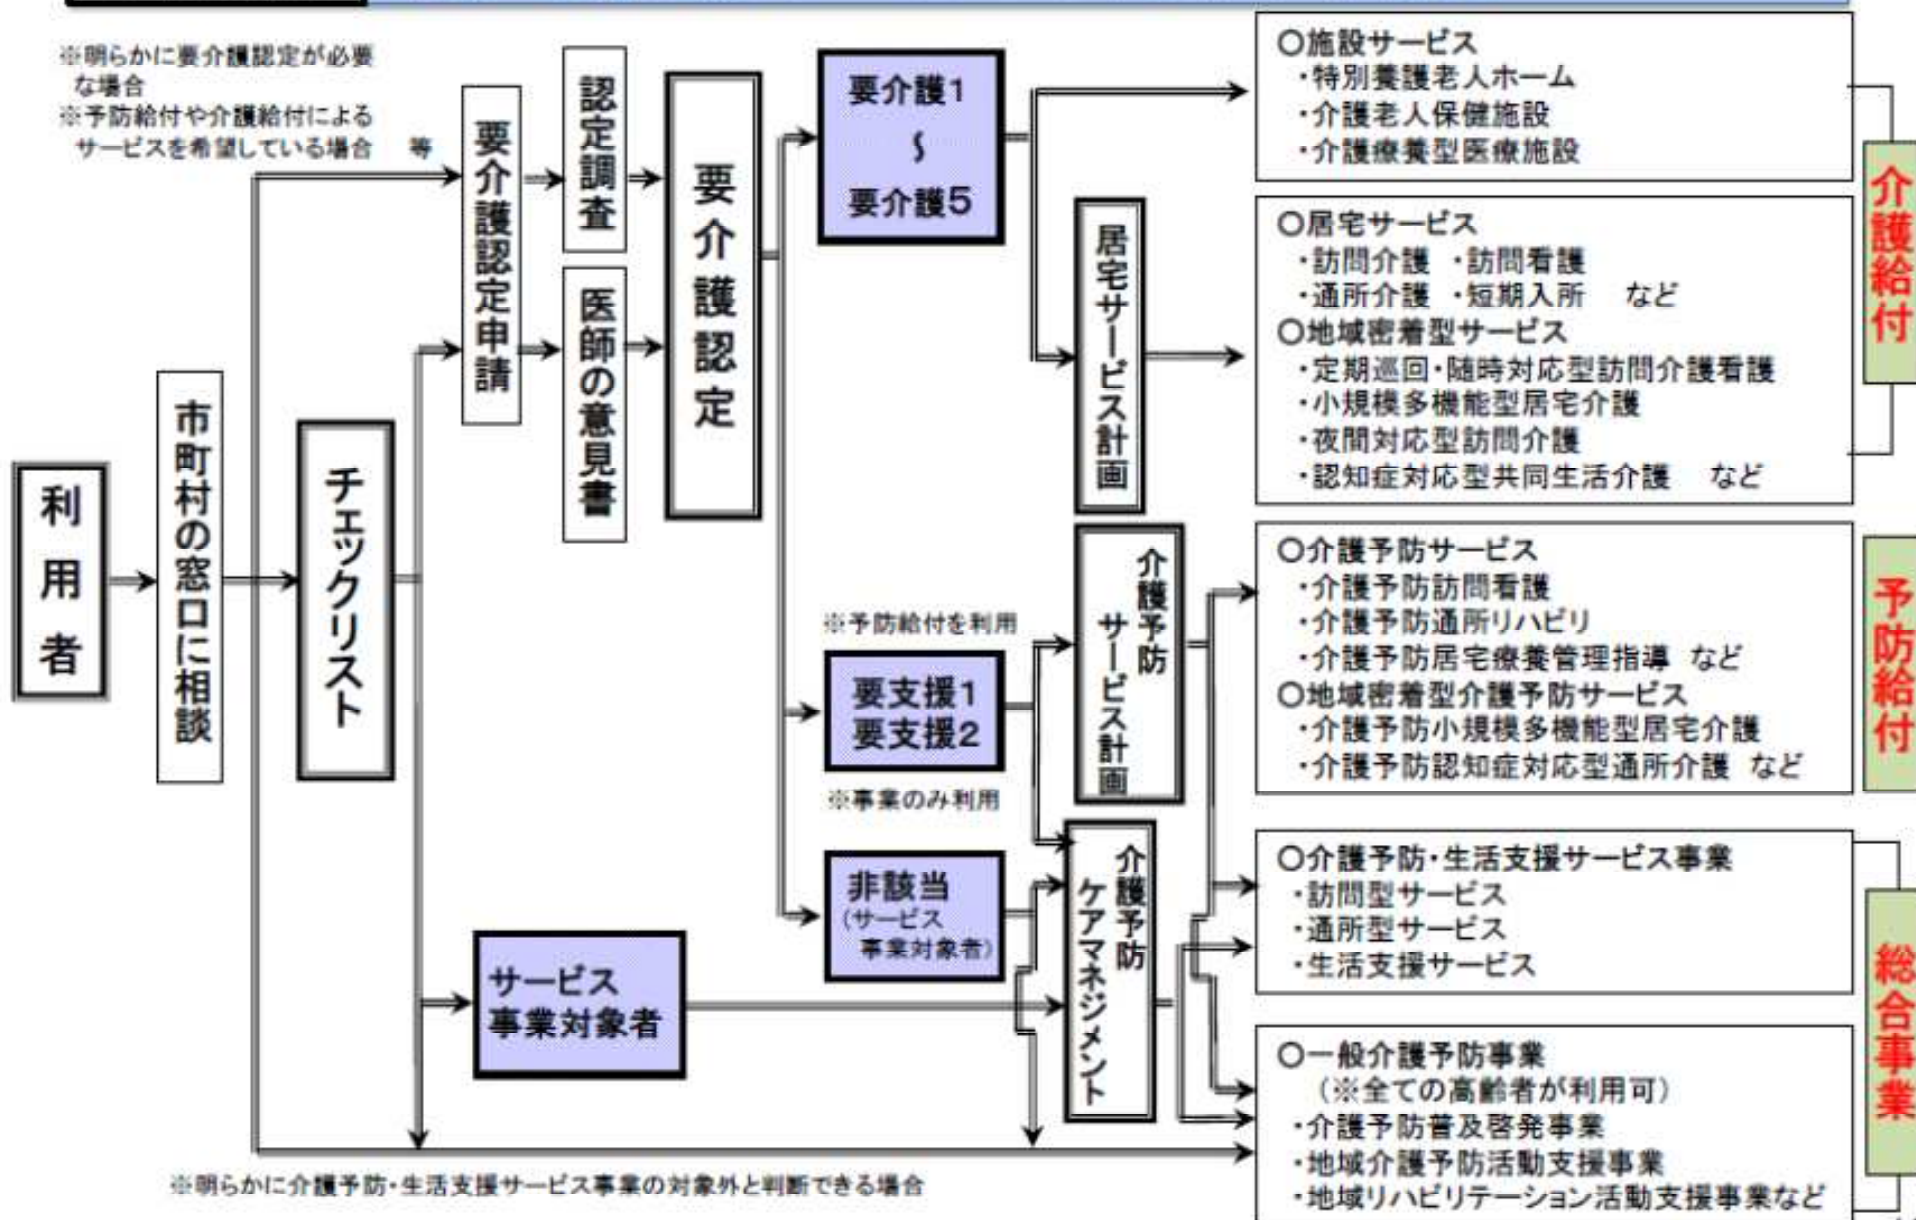 ※明らかに要介護認定が必要
な場合
※予防給付や介護給付による
サービスを希望している場合 等
利用者
市町村の窓口に相談
チェックリスト
要介護認定申請
認定調査
医師の意見書
要介護認定
要介護1
〜
要介護5
※予防給付を利用
要支援1
要支援2
※事業のみ利用
非該当
(サービス
事業対象者)
サービス
事業対象者
居宅サービス計画
介護予防
サービス計画
介護予防
ケアマネジメント
○施設サービス
・特別養護老人ホーム
・介護老人保健施設
・介護療養型医療施設
○居宅サービス
・訪問介護 ・訪問看護
・通所介護 ・短期入所 など
○地域密着型サービス
・定期巡回・随時対応型訪問介護看護
・小規模多機能型居宅介護
・夜間対応型訪問介護
・認知症対応型共同生活介護 など
介護給付
○介護予防サービス
・介護予防訪問看護
・介護予防通所リハビリ
・介護予防居宅療養管理指導 など
○地域密着型介護予防サービス
・介護予防小規模多機能型居宅介護
・介護予防認知症対応型通所介護 など
予防給付
○介護予防・生活支援サービス事業
・訪問型サービス
・通所型サービス
・生活支援サービス
○一般介護予防事業
(※全ての高齢者が利用可)
・介護予防普及啓発事業
・地域介護予防活動支援事業
・地域リハビリテーション活動支援事業など
総合事業
※明らかに介護予防・生活支援サービス事業の対象外と判断できる場合